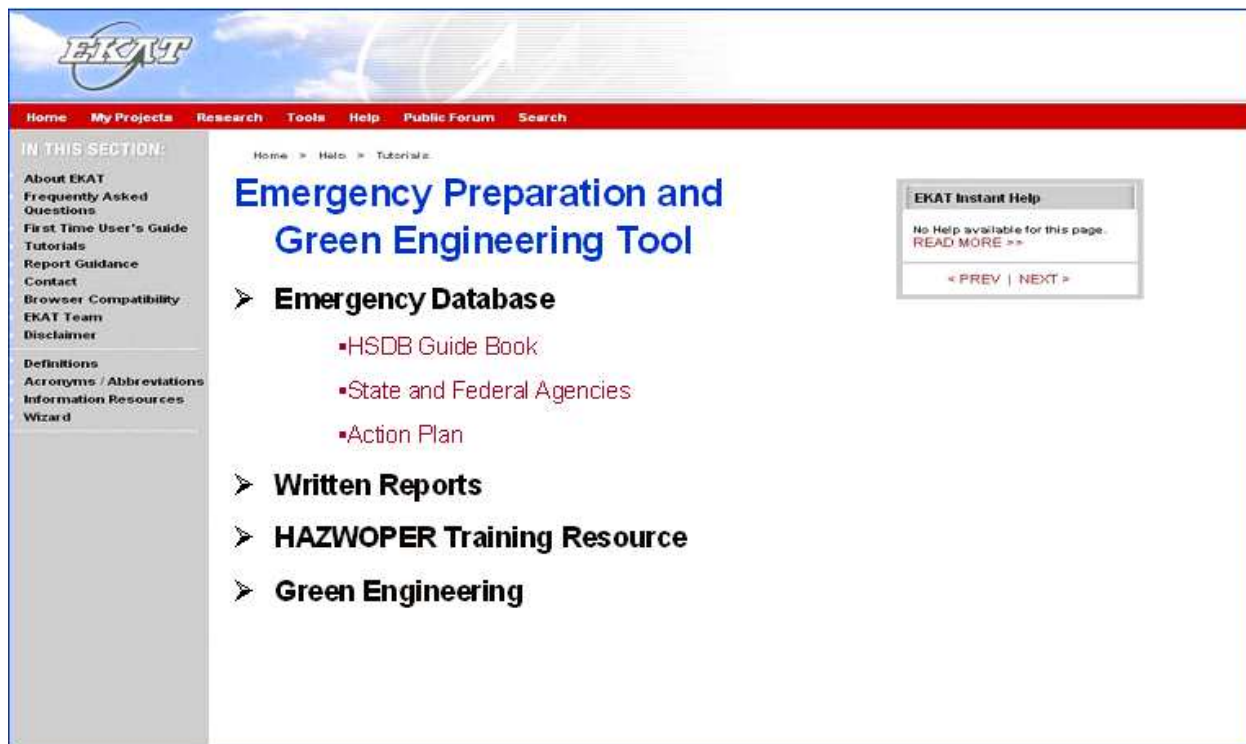 EKAT
Home My Projects Research Tools Help Public Forum Search
IN THIS SECTION:
About EKAT
Frequently Asked
Questions
First Time User's Guide
Tutorials
Report Guidance
Contact
Browser Compatibility
EKAT Team
Disclaimer
Definitions
Acronyms / Abbreviations
Information Resources
Wizard
Home > Help > Tutorials
Emergency Preparation and
Green Engineering Tool
➢ Emergency Database
▪HSDB Guide Book
▪State and Federal Agencies
▪Action Plan
➢ Written Reports
➢ HAZWOPER Training Resource
➢ Green Engineering
EKAT Instant Help
No Help available for this page.
READ MORE >>
< PREV | NEXT >